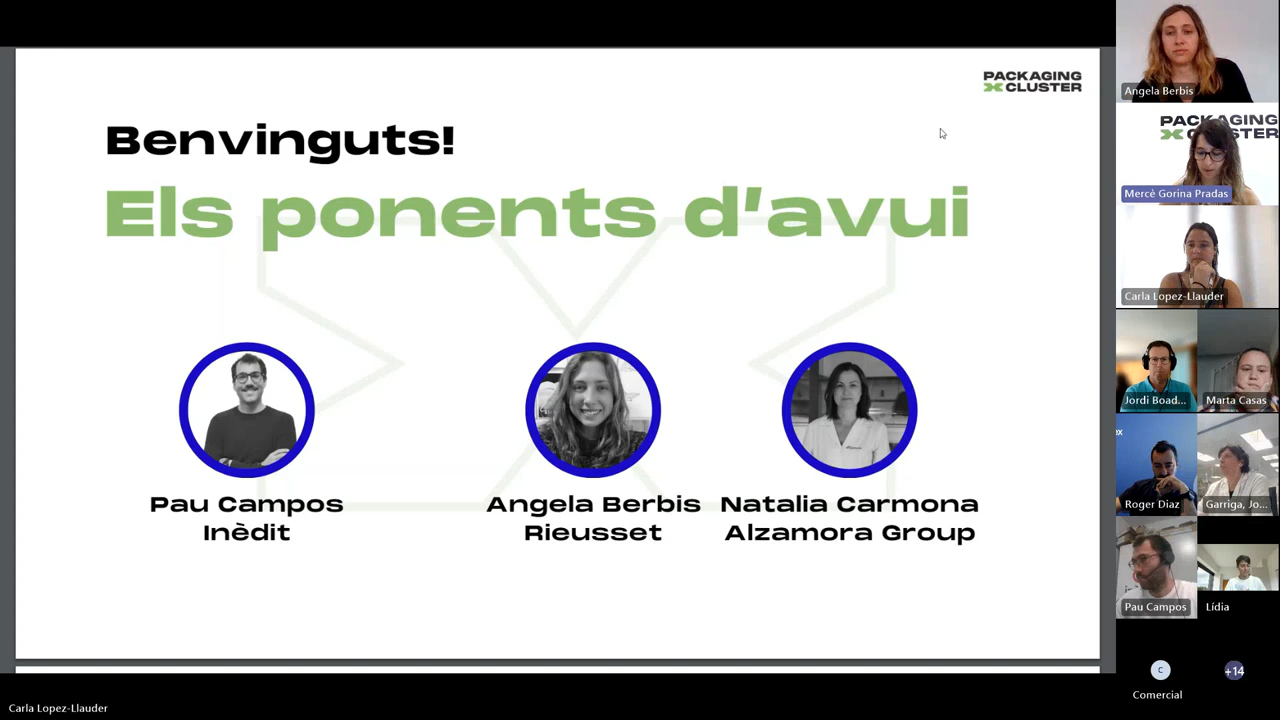 PACKAGING
CLUSTER
Benvinguts!
Els ponents d'avui
Pau Campos
Inèdit
Angela Berbis
Rieusset
Natalia Carmona
Alzamora Group
Angela Berbis
PACKAGING
CLUSTER
Mercè Gorina Pradas
Carla Lopez-Llauder
Jordi Boad...
Marta Casas
ex
Roger Diaz
Garriga, Jo...
Pau Campos
Lídia
C
+14
Comercial
Carla Lopez-Llauder